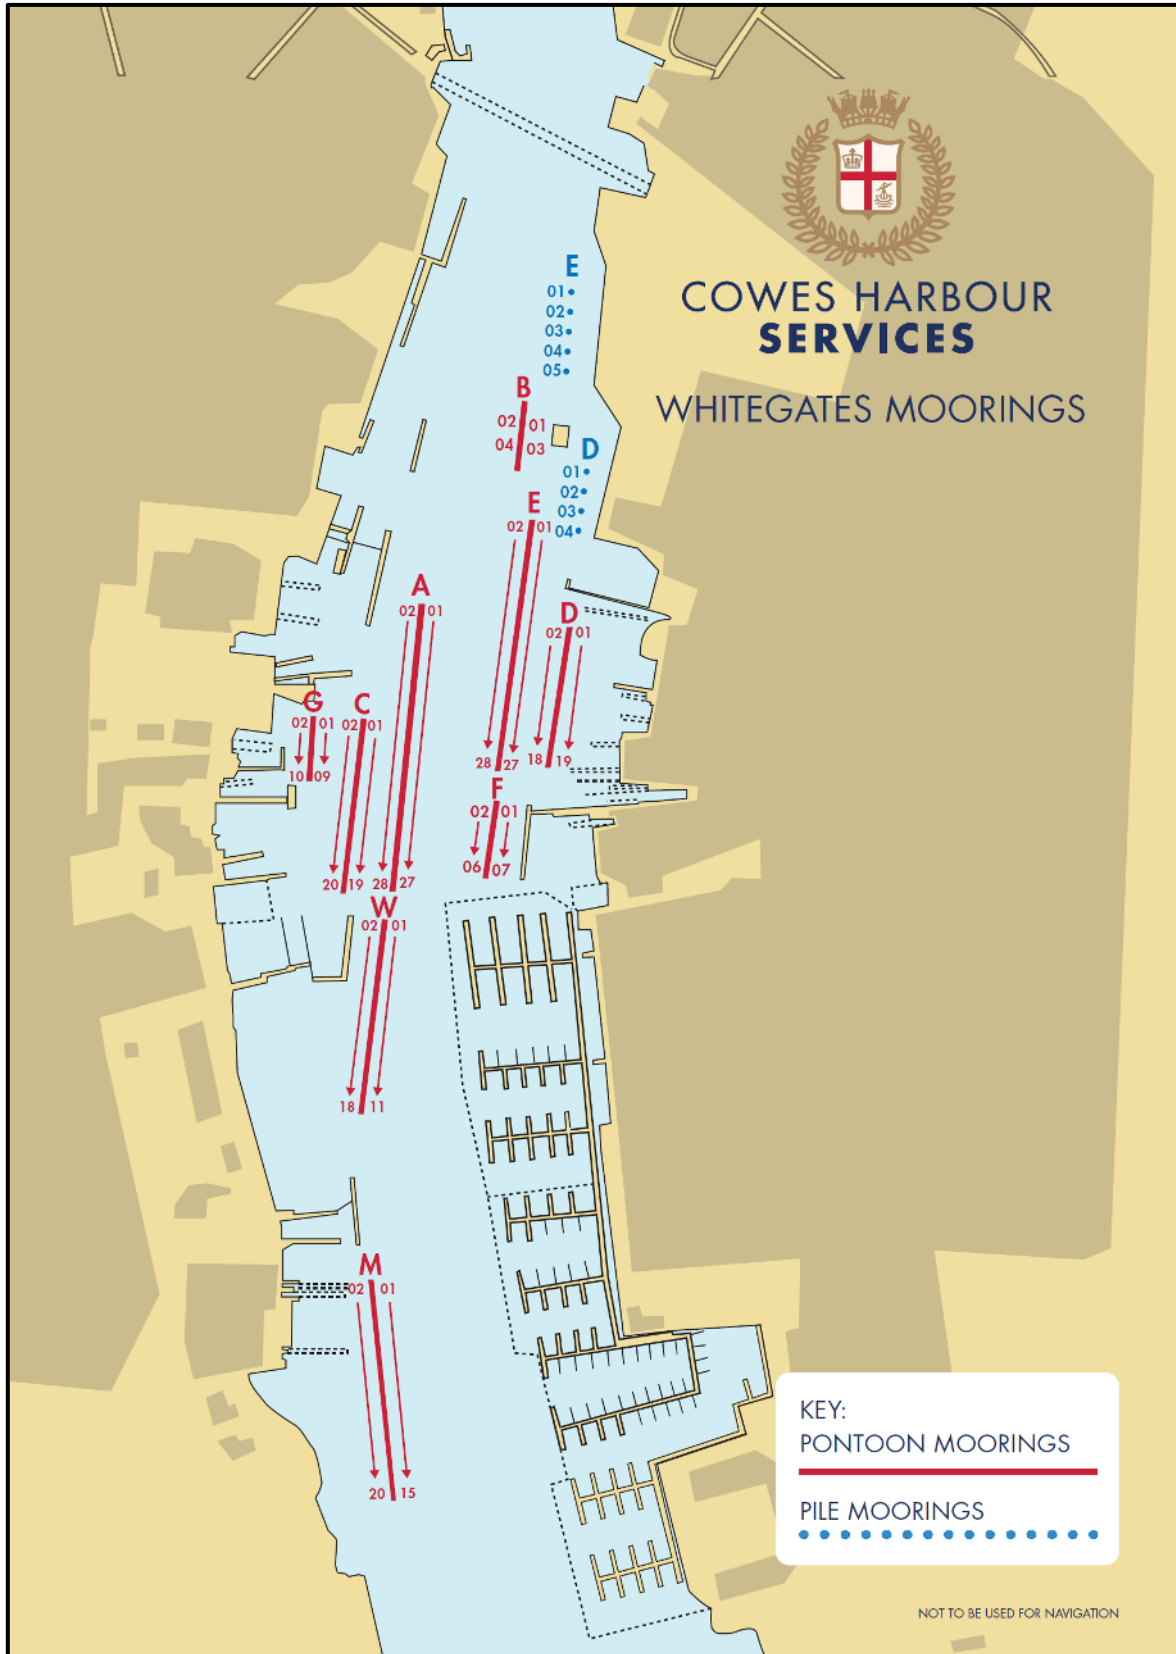 COWES HARBOUR
SERVICES
WHITEGATES MOORINGS
E
01
02
03
04
05
B
02 01
04 03
D
01
02
03
04
E
02 01
28 27
A
02 01
28 27
D
02 01
18 19
G
02 01
10 09
C
02 01
20 19
F
02 01
06 07
W
02 01
18 11
M
02 01
20 15
KEY:
PONTOON MOORINGS
PILE MOORINGS
NOT TO BE USED FOR NAVIGATION